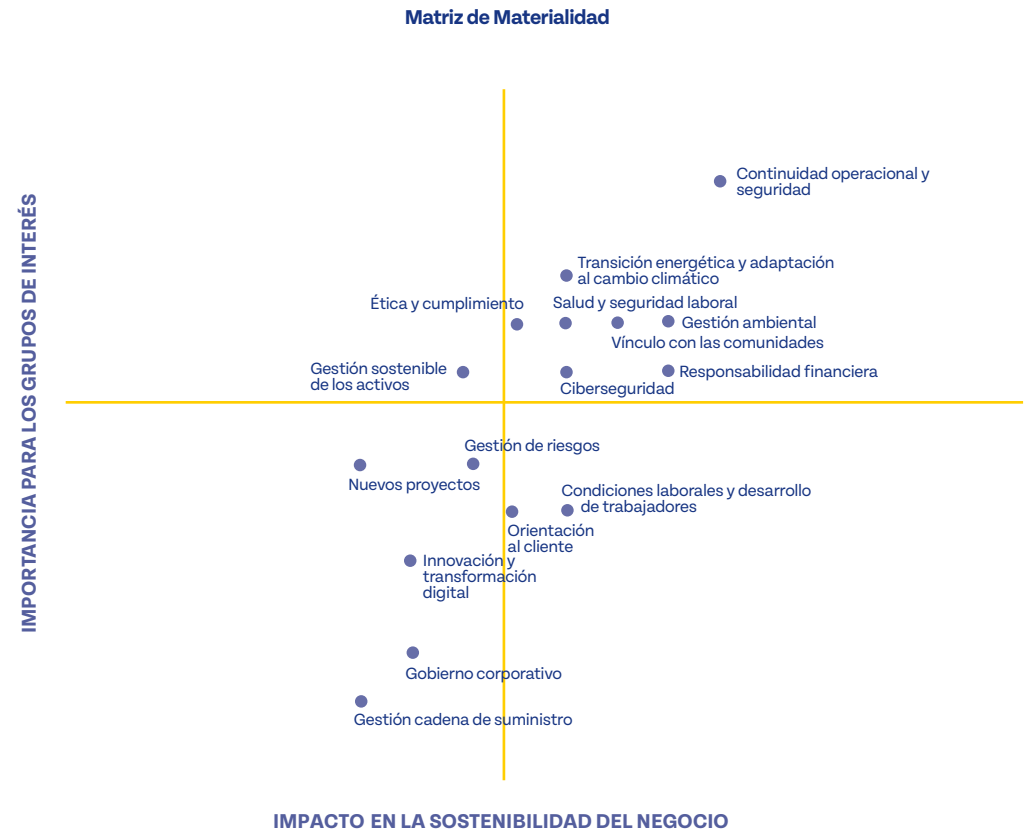 Matriz de Materialidad
IMPORTANCIA PARA LOS GRUPOS DE INTERÉS
Continuidad operacional y
seguridad
Transición energética y adaptación
al cambio climático
Ética y cumplimiento
Salud y seguridad laboral
Gestión ambiental
Vínculo con las comunidades
Gestión sostenible
de los activos
Responsabilidad financiera
Ciberseguridad
Gestión de riesgos
Nuevos proyectos
Condiciones laborales y desarrollo
de trabajadores
Orientación
al cliente
Innovación y
transformación
digital
Gobierno corporativo
Gestión cadena de suministro
IMPACTO EN LA SOSTENIBILIDAD DEL NEGOCIO